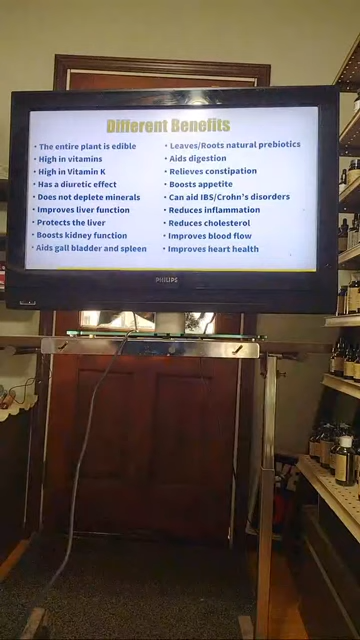 Different Benefits
• The entire plant is edible
• High in vitamins
• High in Vitamin K
• Has a diuretic effect
• Does not deplete minerals
• Improves liver function
• Protects the liver
• Boosts kidney function
• Aids gall bladder and spleen
• Leaves/Roots natural prebiotics
• Aids digestion
• Relieves constipation
• Boosts appetite
• Can aid IBS/Crohn's disorders
• Reduces inflammation
• Reduces cholesterol
• Improves blood flow
• Improves heart health
PHILIPS